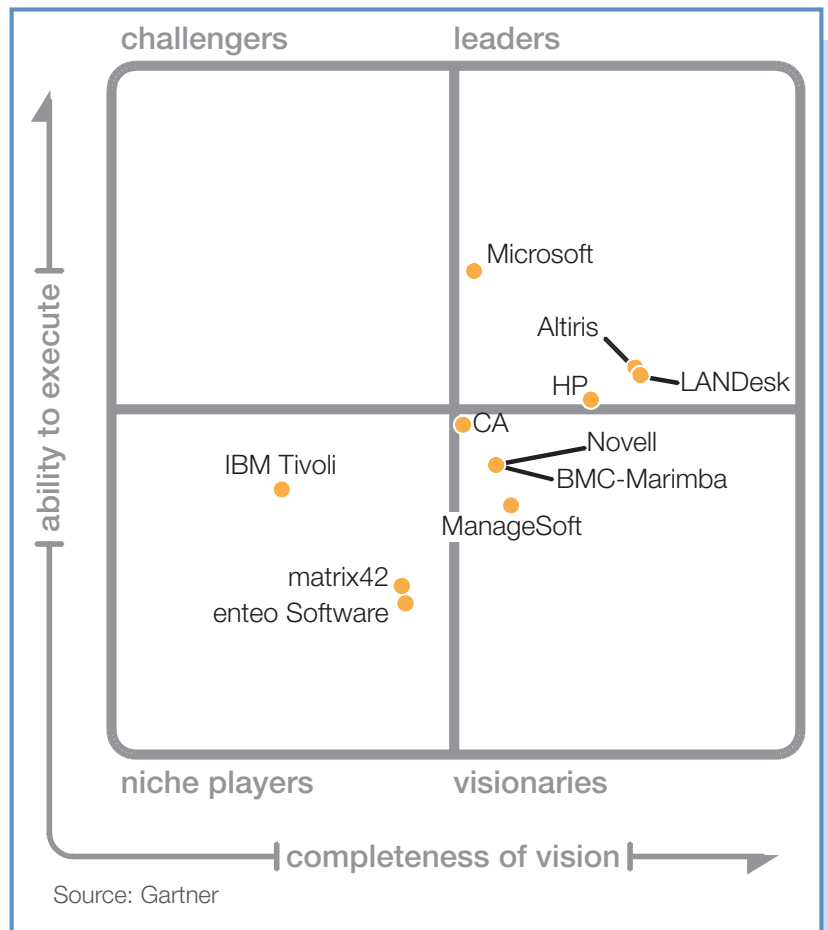 challengers
leaders
Microsoft
Altiris
HP
LANDesk
CA
Novell
IBM Tivoli
BMC-Marimba
ManageSoft
matrix42
enteo Software
ability to execute
niche players
visionaries
completeness of vision
Source: Gartner